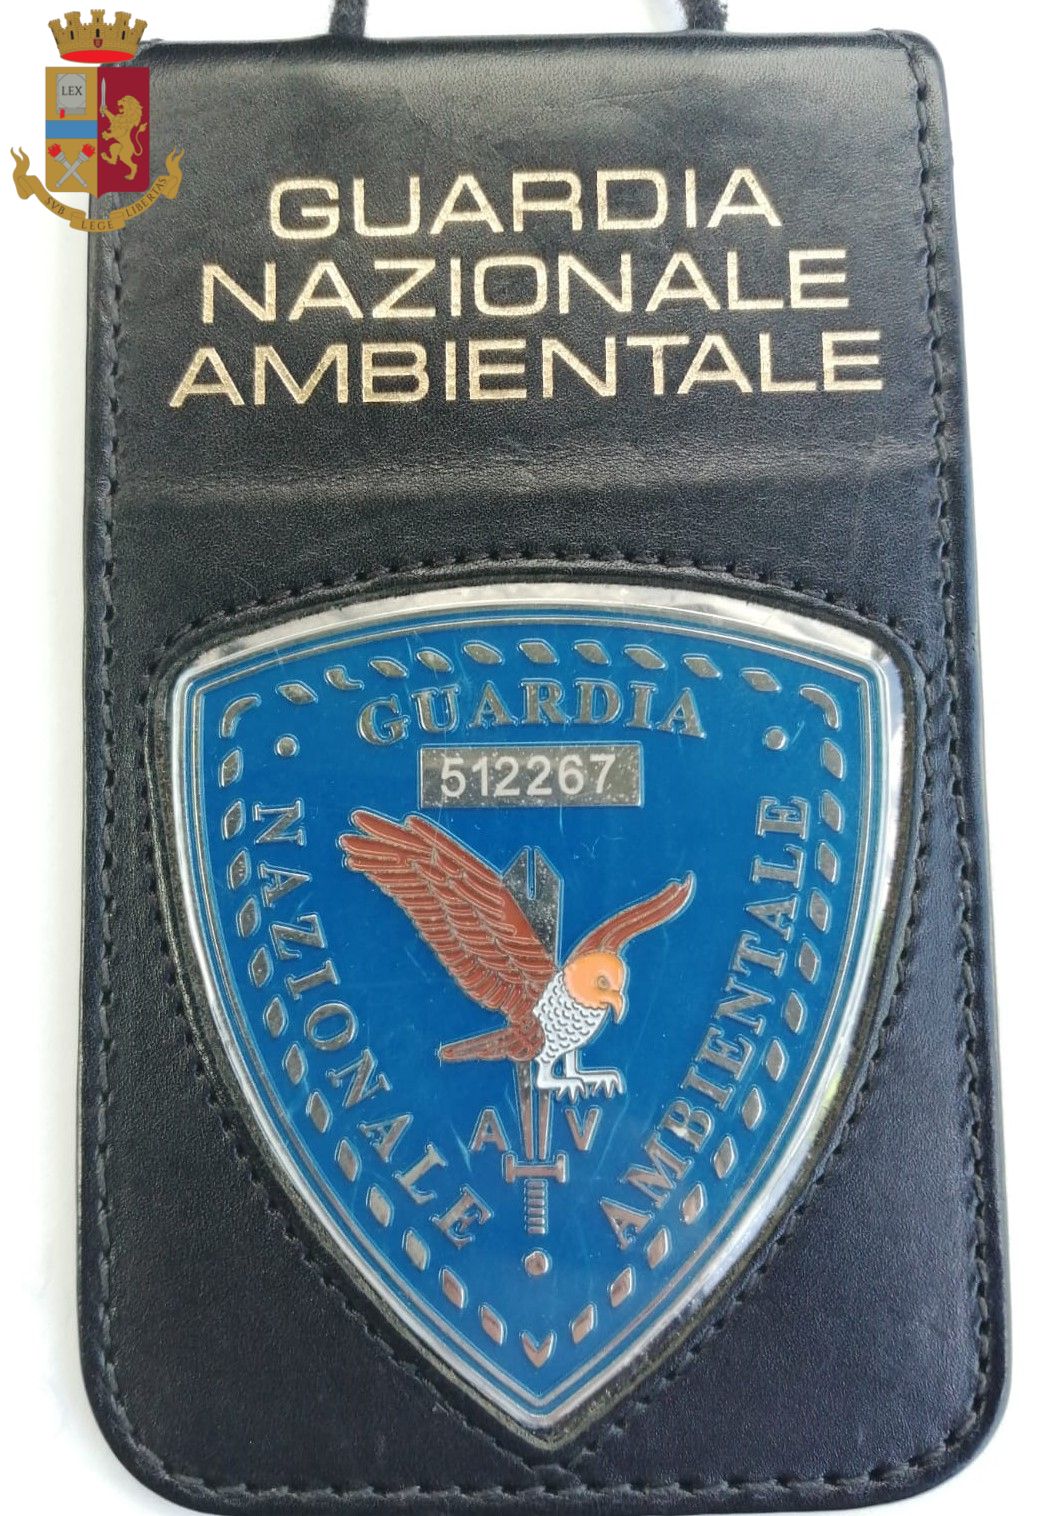 LEX
SVB LEGE LIBERTAS
GUARDIA
NAZIONALE
AMBIENTALE
GUARDIA
512267
NAZIONALE
AMBIENTALE
A V